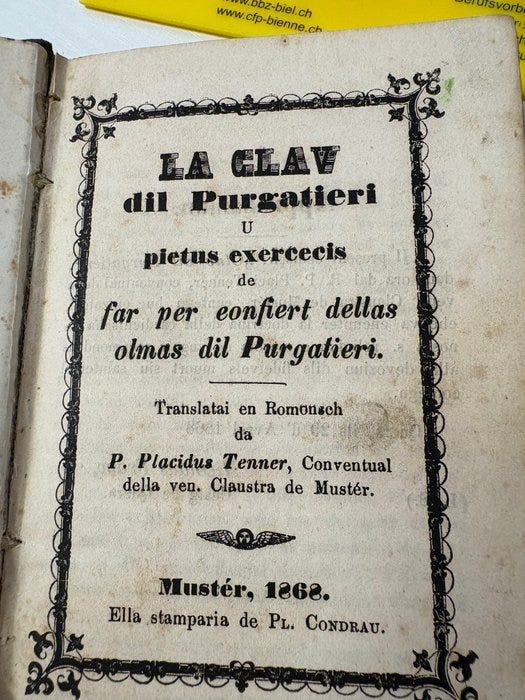 www.bbz-biel.ch
www.cfp-bienne.ch
Berufsvorbe
LA CLAV
dil Purgatieri
U
pietus exercecis
de
far per eonfiert dellas
olmas dil Purgatieri.
Translatai en Romonsch
da
P. Placidus Tenner, Conventual
della ven. Claustra de Mustér.
Mustér, 1868.
Ella stamparia de PL. CONDRAU.